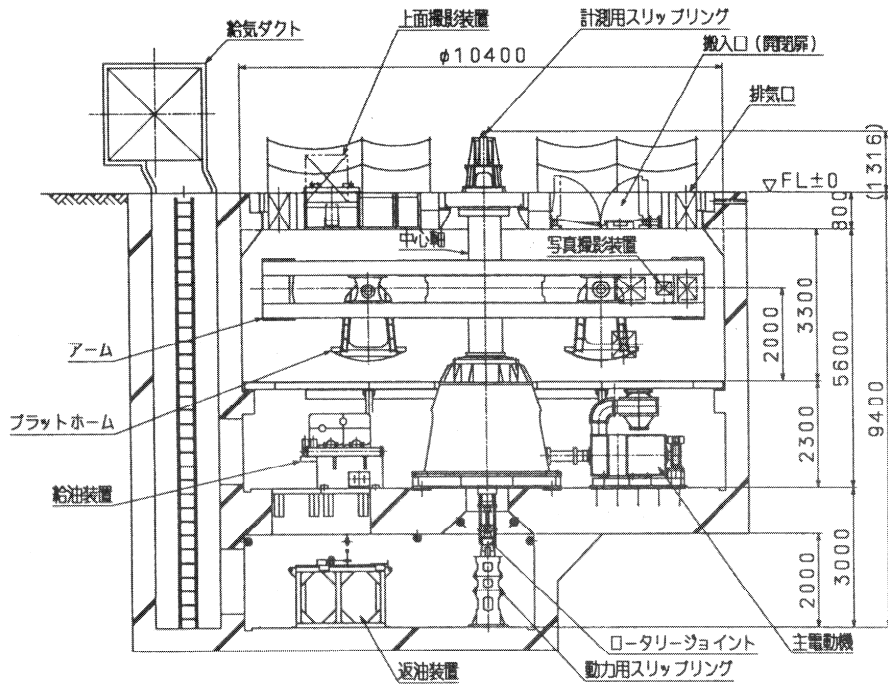 給気ダクト
上面撮影装置
計測用スリップリング
搬入口(開閉扉)
排気口
φ10400
(1316)
FL±0
800
中心軸
写真撮影装置
3300
2000
5600
9400
アーム
プラットホーム
2300
給油装置
3000
2000
ロータリージョイント
主電動機
返油装置
動力用スリップリング